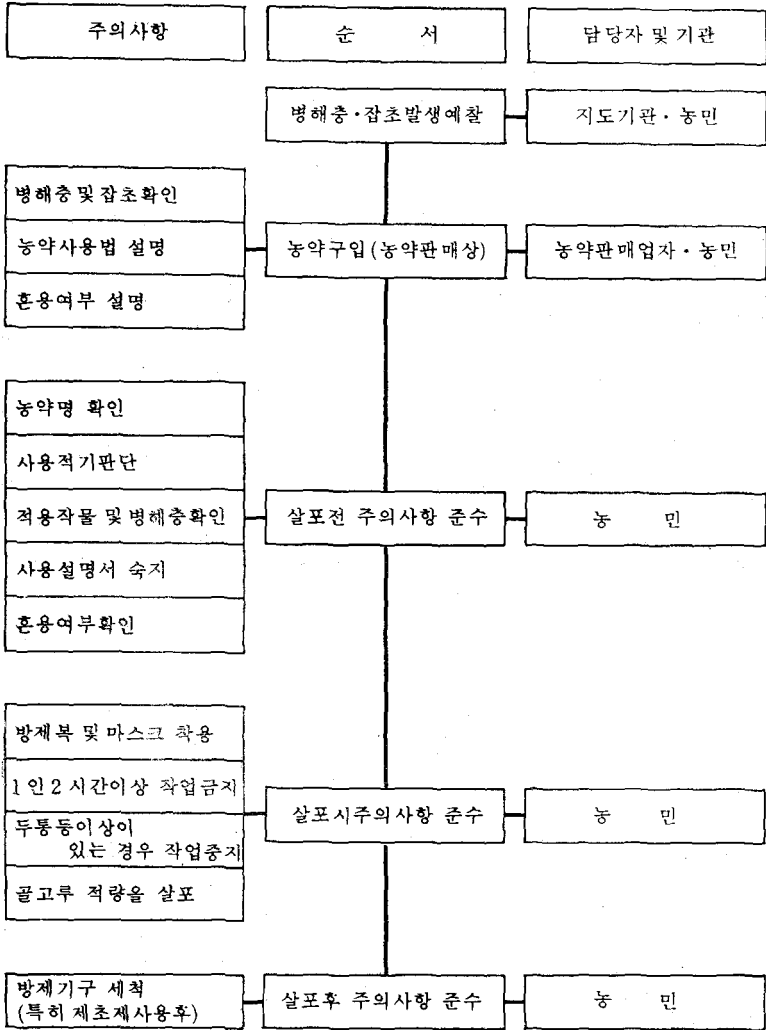 주의사항 순 서 담당자 및 기관
병해충·잡초발생예찰 지도기관·농민
병해충및잡초확인
농약사용법 설명 농약구입(농약판매상) 농약판매업자·농민
혼용여부 설명
농약명 확인
사용적기판단
적용작물 및 병해충확인 살포전 주의사항 준수 농 민
사용설명서 숙지
혼용여부확인
방제복 및 마스크 착용
1인2시간이상 작업금지
살포시주의사항 준수 농 민
두통등이상이
있는 경우 작업중지
골고루 적량을 살포
방제기구 세척
(특히 제초제사용후) 살포후 주의사항 준수 농 민